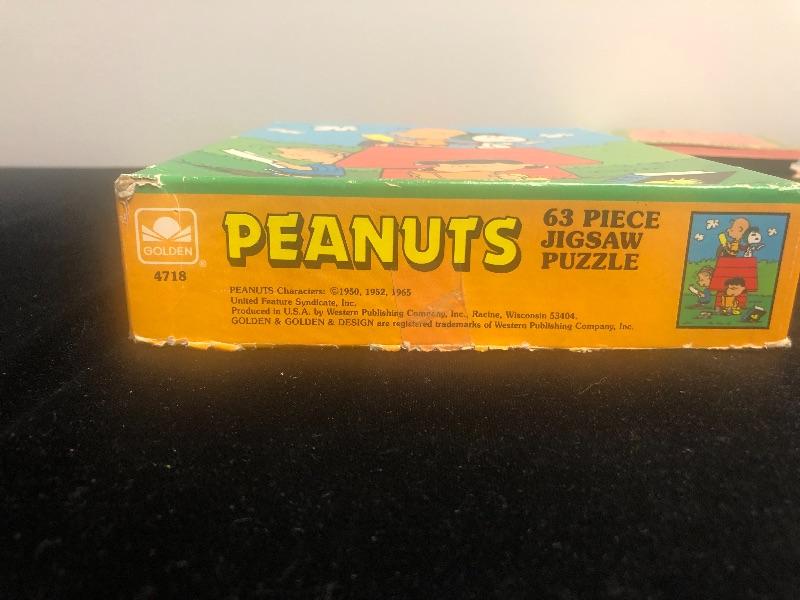 GOLDEN
®
4718
PEANUTS
63 PIECE
JIGSAW
PUZZLE
PEANUTS Characters: ©1950, 1952, 1965
United Feature Syndicate, Inc.
Produced in U.S.A. by Western Publishing Company, Inc., Racine, Wisconsin 53404.
GOLDEN & GOLDEN & DESIGN are registered trademarks of Western Publishing Company, Inc.